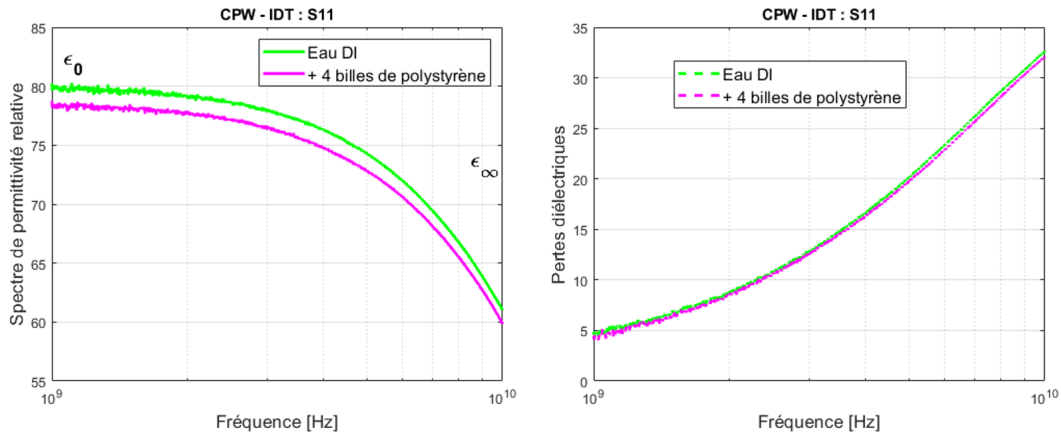 CPW - IDT : S11
Spectre de permittivité relative
85
80
75
70
65
60
55
ϵ0
ϵ∞
Eau DI
+ 4 billes de polystyrène
10^9
10^10
Fréquence [Hz]
CPW - IDT : S11
Pertes diélectriques
35
30
25
20
15
10
5
0
Eau DI
+ 4 billes de polystyrène
10^9
10^10
Fréquence [Hz]